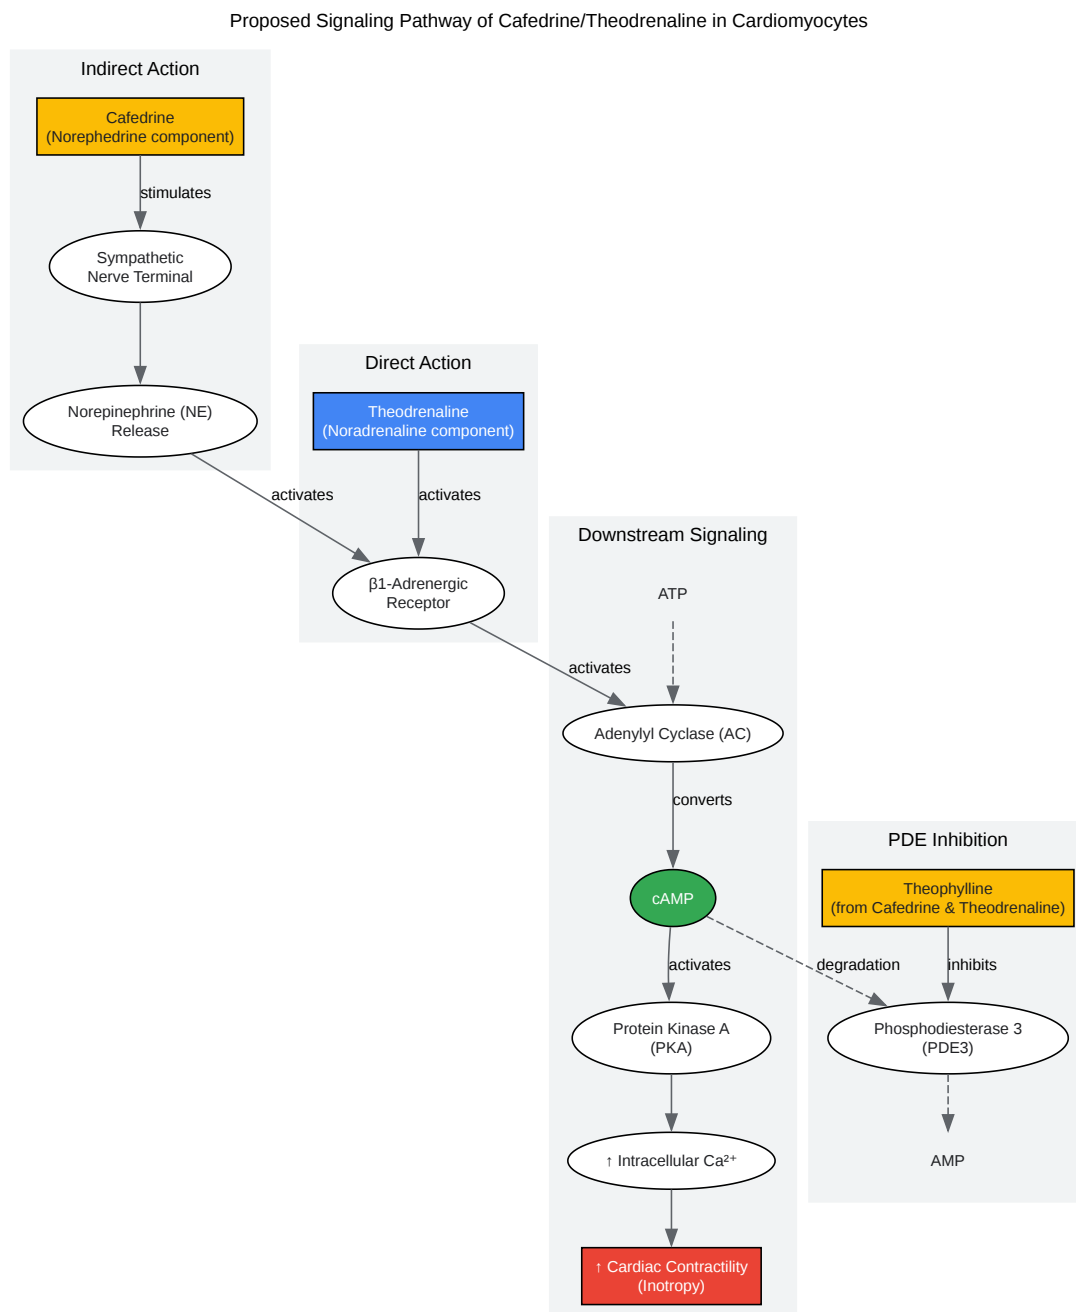 Proposed Signaling Pathway of Cafedrine/Theodrenaline in Cardiomyocytes
Indirect Action
Cafedrine
(Norephedrine component)
stimulates
Sympathetic
Nerve Terminal
Norepinephrine (NE)
Release
activates
Direct Action
Theodrenaline
(Noradrenaline component)
activates
β1-Adrenergic
Receptor
activates
Downstream Signaling
ATP
Adenylyl Cyclase (AC)
converts
cAMP
activates
degradation
Protein Kinase A
(PKA)
↑ Intracellular Ca²⁺
↑ Cardiac Contractility
(Inotropy)
PDE Inhibition
Theophylline
(from Cafedrine & Theodrenaline)
inhibits
Phosphodiesterase 3
(PDE3)
AMP